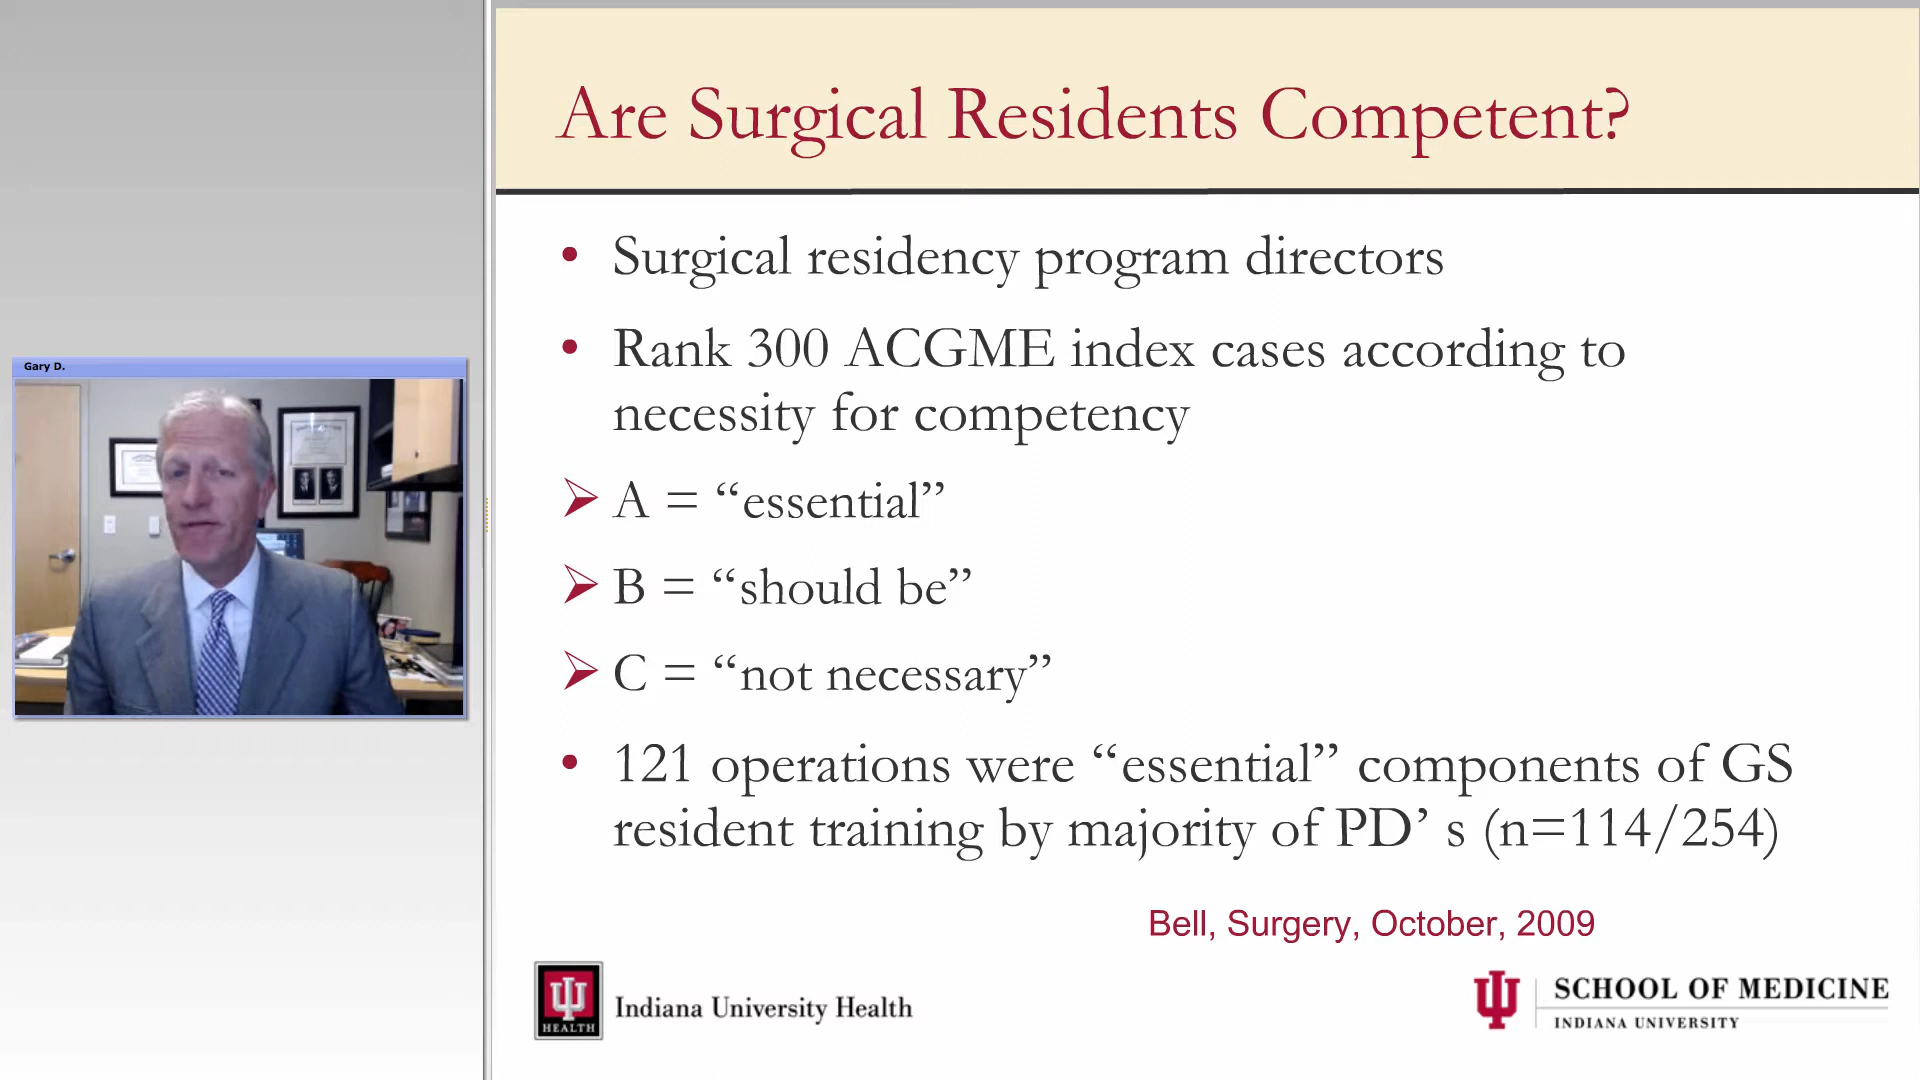 Are Surgical Residents Competent?
• Surgical residency program directors
• Rank 300 ACGME index cases according to
necessity for competency
➢ A = “essential”
➢ B = “should be”
➢ C = “not necessary”
• 121 operations were “essential” components of GS
resident training by majority of PD’ s (n=114/254)
Bell, Surgery, October, 2009
Gary D.
HEALTH
Indiana University Health
SCHOOL OF MEDICINE
INDIANA UNIVERSITY